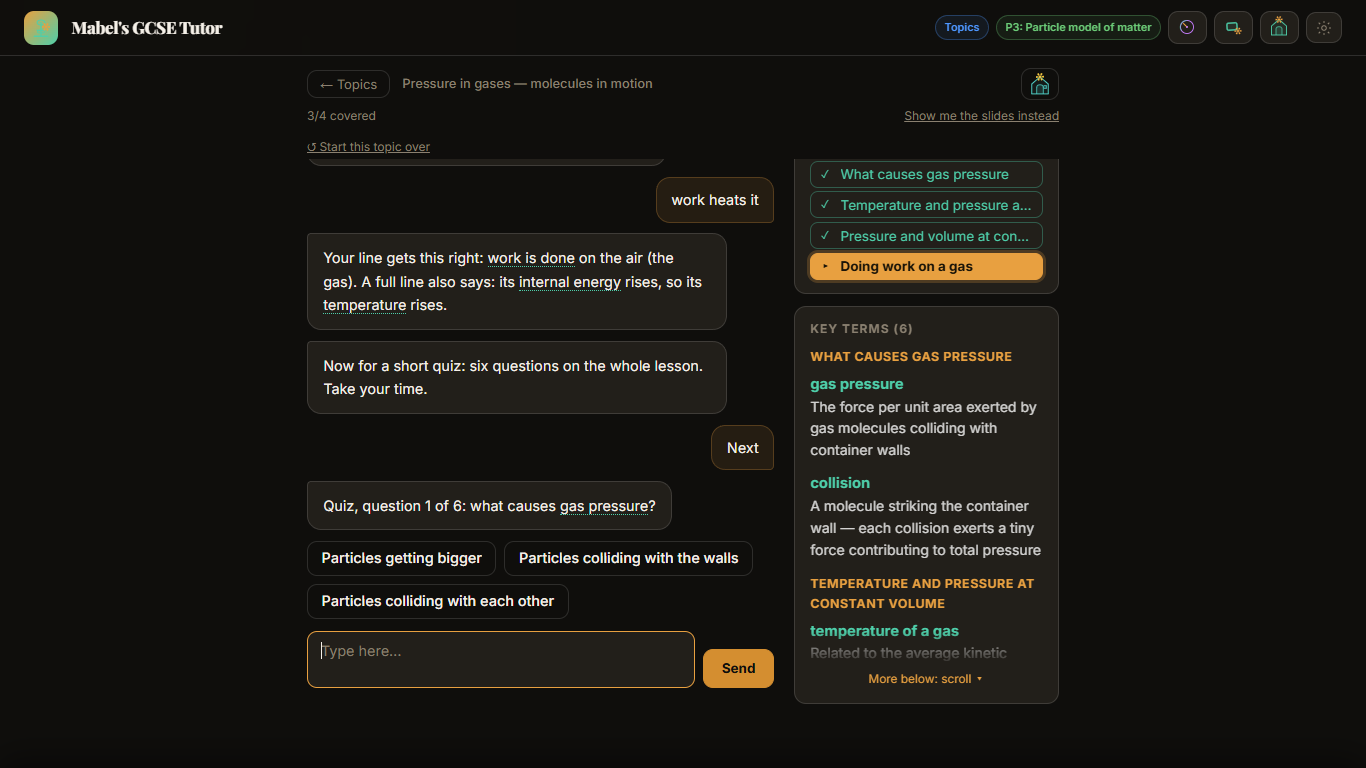 Mabel's GCSE Tutor
Topics
P3: Particle model of matter
← Topics
Pressure in gases — molecules in motion
3/4 covered
Show me the slides instead
↺ Start this topic over
work heats it
Your line gets this right: work is done on the air (the
gas). A full line also says: its internal energy rises, so its
temperature rises.
Now for a short quiz: six questions on the whole lesson.
Take your time.
Next
Quiz, question 1 of 6: what causes gas pressure?
Particles getting bigger
Particles colliding with the walls
Particles colliding with each other
Type here...
Send
✓ What causes gas pressure
✓ Temperature and pressure a...
✓ Pressure and volume at con...
▸ Doing work on a gas
KEY TERMS (6)
WHAT CAUSES GAS PRESSURE
gas pressure
The force per unit area exerted by
gas molecules colliding with
container walls
collision
A molecule striking the container
wall — each collision exerts a tiny
force contributing to total pressure
TEMPERATURE AND PRESSURE AT
CONSTANT VOLUME
temperature of a gas
Related to the average kinetic
More below: scroll ▾